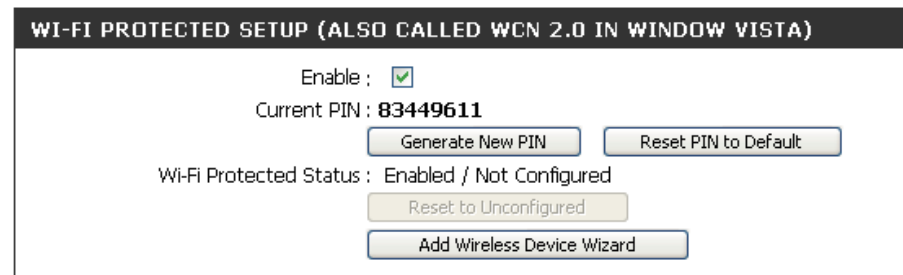 WI-FI PROTECTED SETUP (ALSO CALLED WCN 2.0 IN WINDOW VISTA)
Enable :
Current PIN : 83449611
Generate New PIN Reset PIN to Default
Wi-Fi Protected Status : Enabled / Not Configured
Reset to Unconfigured
Add Wireless Device Wizard